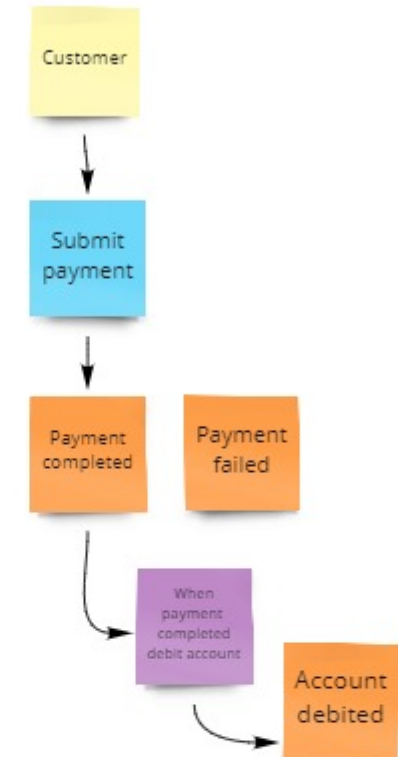 Customer
Submit
payment
Payment
completed
Payment
failed
When
payment
completed
debit account
Account
debited